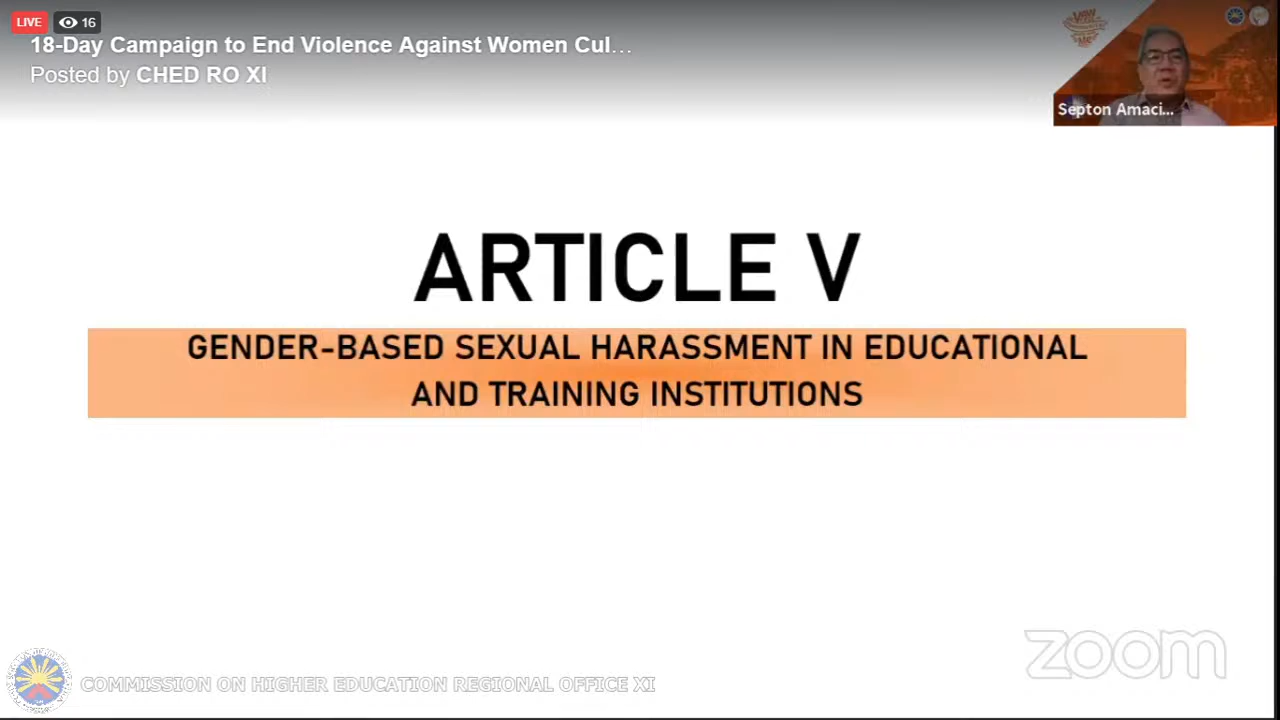 LIVE 16
18-Day Campaign to End Violence Against Women Cul...
Posted by CHED RO XI
Septon Amaci...
ARTICLE V
GENDER-BASED SEXUAL HARASSMENT IN EDUCATIONAL
AND TRAINING INSTITUTIONS
zoom
COMMISSION ON HIGHER EDUCATION REGIONAL OFFICE XI